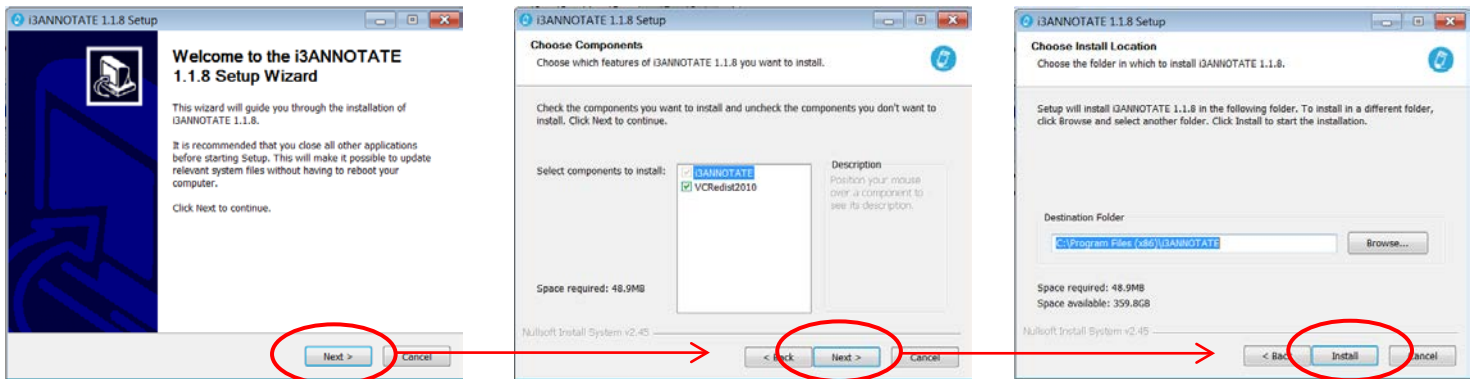 i3ANNOTATE 1.1.8 Setup
Welcome to the i3ANNOTATE
1.1.8 Setup Wizard
This wizard will guide you through the installation of
i3ANNOTATE 1.1.8.
It is recommended that you close all other applications
before starting Setup. This will make it possible to update
relevant system files without having to reboot your
computer.
Click Next to continue.
Next >
Cancel
i3ANNOTATE 1.1.8 Setup
Choose Components
Choose which features of i3ANNOTATE 1.1.8 you want to install.
Check the components you want to install and uncheck the components you don't want to
install. Click Next to continue.
Select components to install:
i3ANNOTATE
VCRedist2010
Description
Position your mouse
over a component to
see its description.
Space required: 48.9MB
Nullsoft Install System v2.45
< Back
Next >
Cancel
i3ANNOTATE 1.1.8 Setup
Choose Install Location
Choose the folder in which to install i3ANNOTATE 1.1.8.
Setup will install i3ANNOTATE 1.1.8 in the following folder. To install in a different folder,
click Browse and select another folder. Click Install to start the installation.
Destination Folder
C:\Program Files (x86)\i3ANNOTATE
Browse...
Space required: 48.9MB
Space available: 359.8GB
Nullsoft Install System v2.45
< Back
Install
Cancel